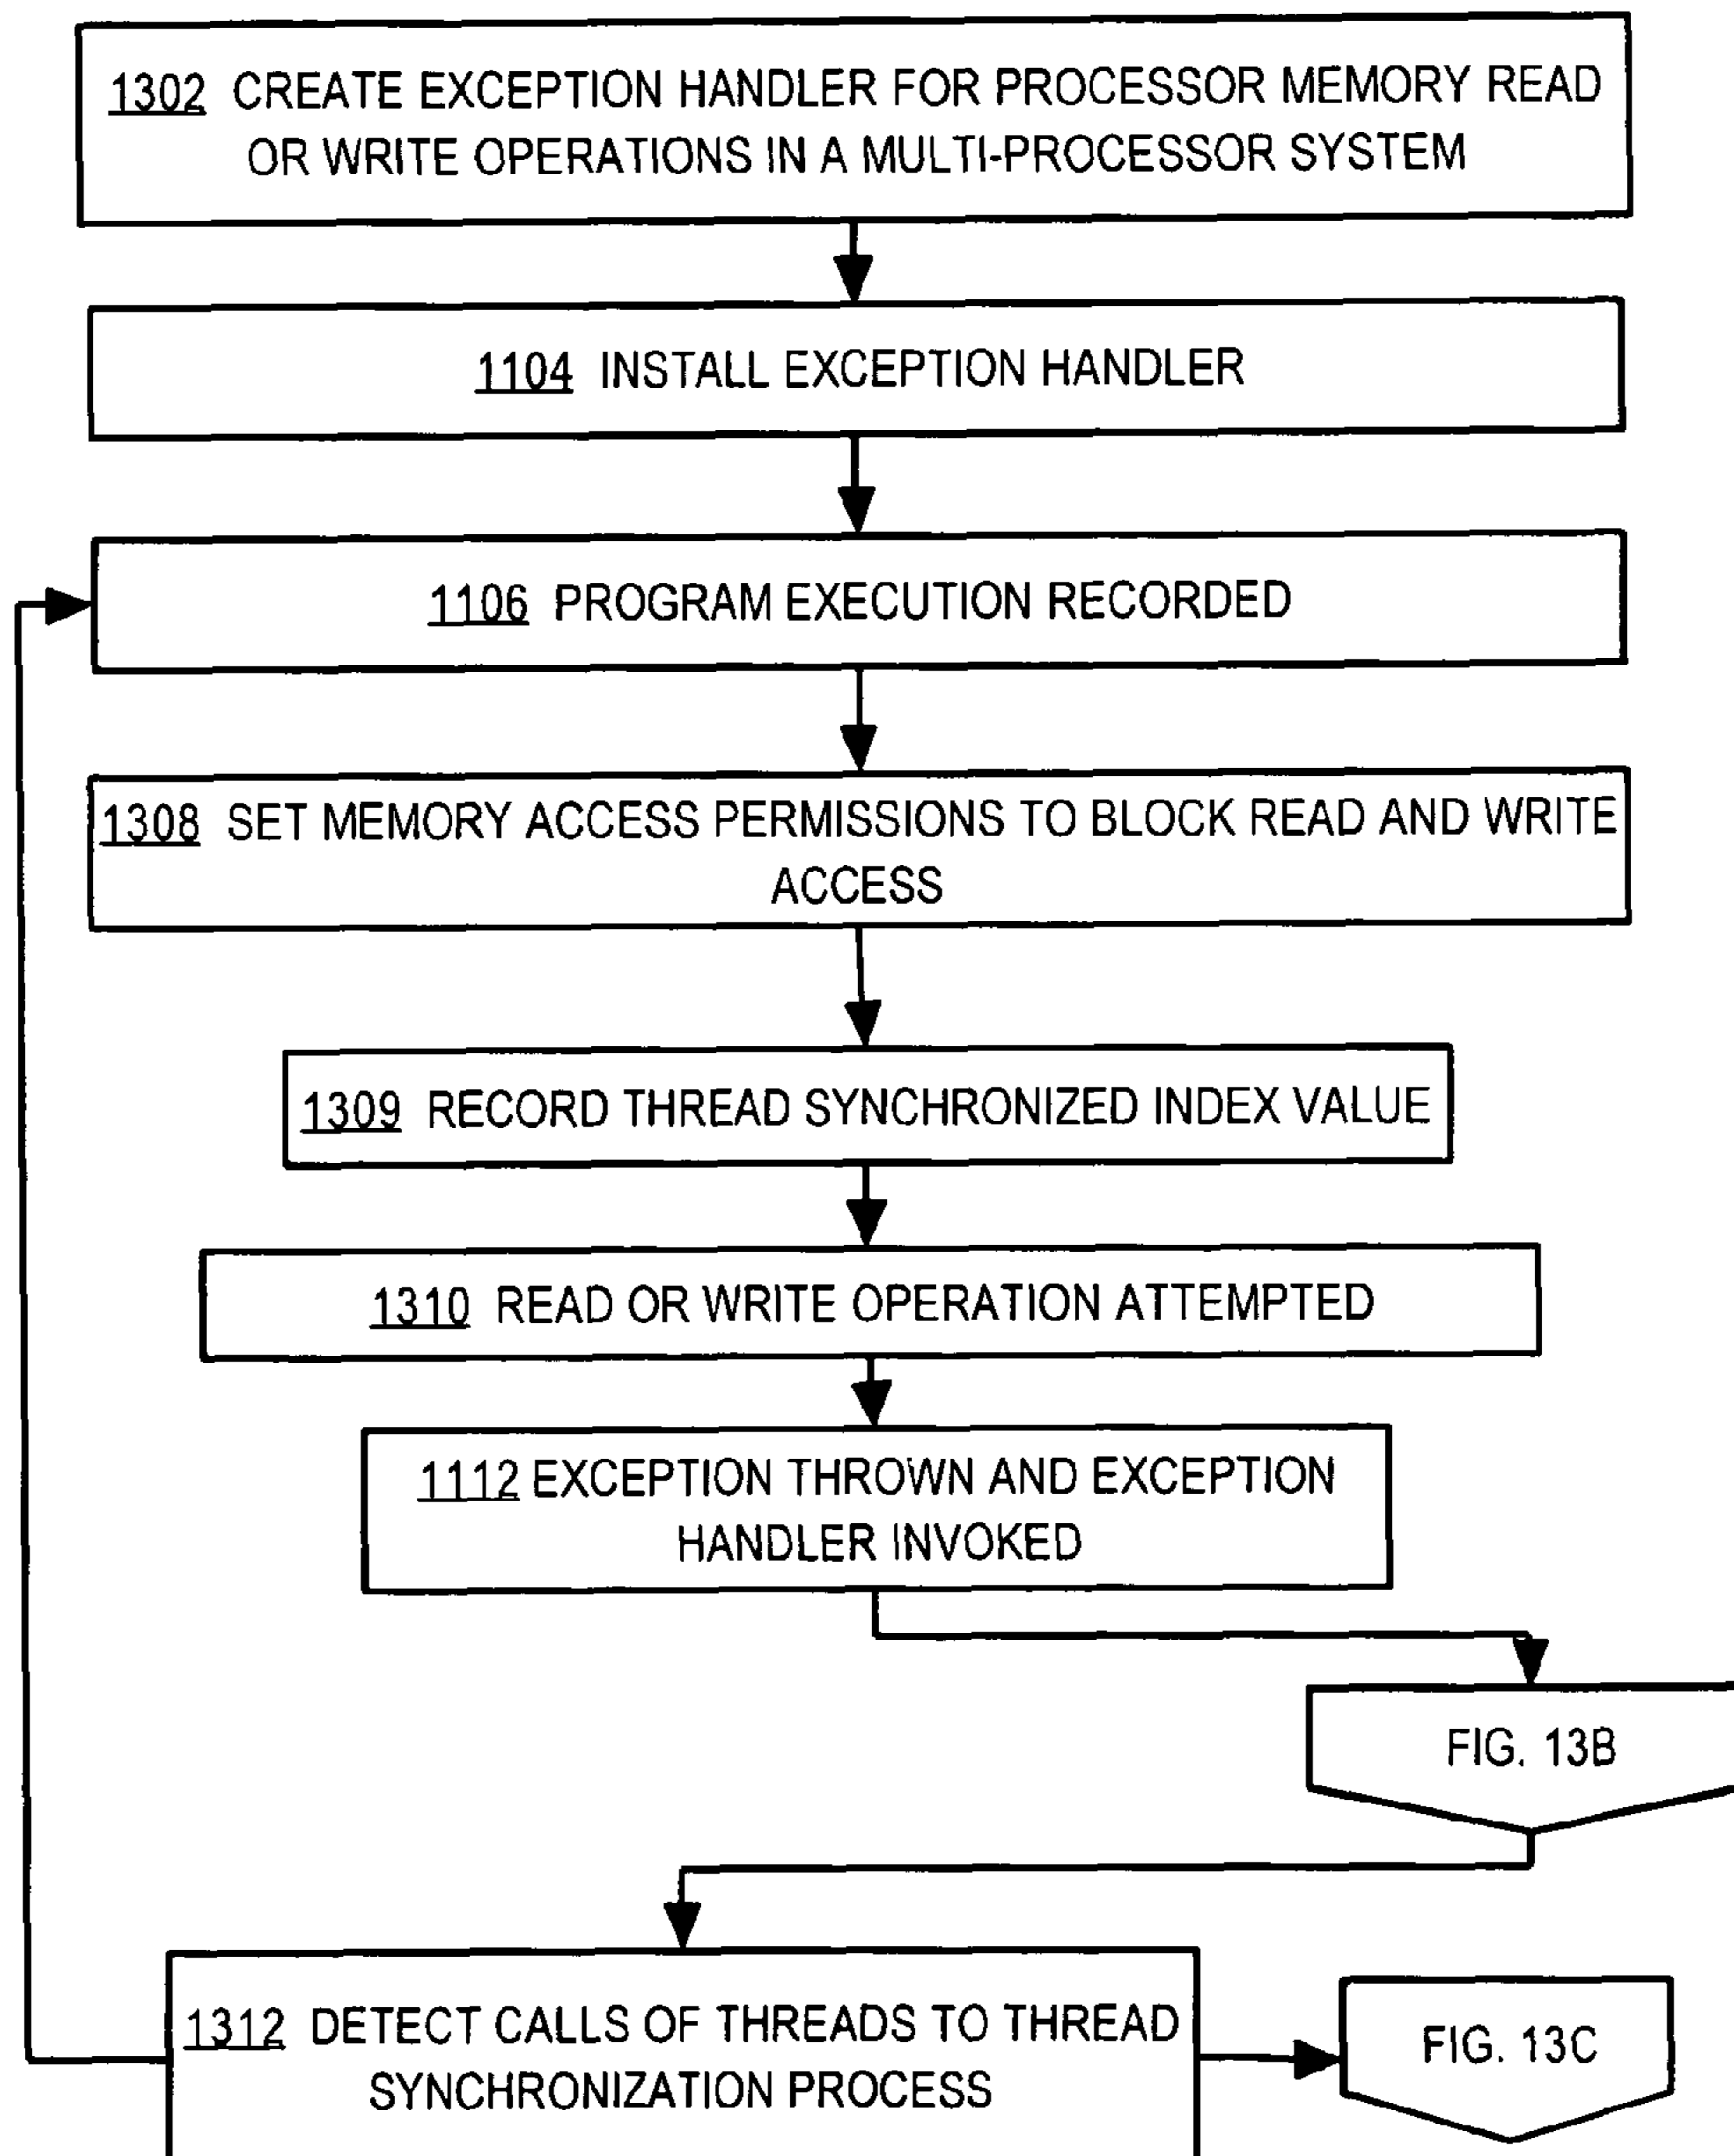 1302 CREATE EXCEPTION HANDLER FOR PROCESSOR MEMORY READ
OR WRITE OPERATIONS IN A MULTI-PROCESSOR SYSTEM
1104 INSTALL EXCEPTION HANDLER
1106 PROGRAM EXECUTION RECORDED
1308 SET MEMORY ACCESS PERMISSIONS TO BLOCK READ AND WRITE
ACCESS
1309 RECORD THREAD SYNCHRONIZED INDEX VALUE
1310 READ OR WRITE OPERATION ATTEMPTED
1112 EXCEPTION THROWN AND EXCEPTION
HANDLER INVOKED
FIG. 13B
1312 DETECT CALLS OF THREADS TO THREAD
SYNCHRONIZATION PROCESS
FIG. 13C